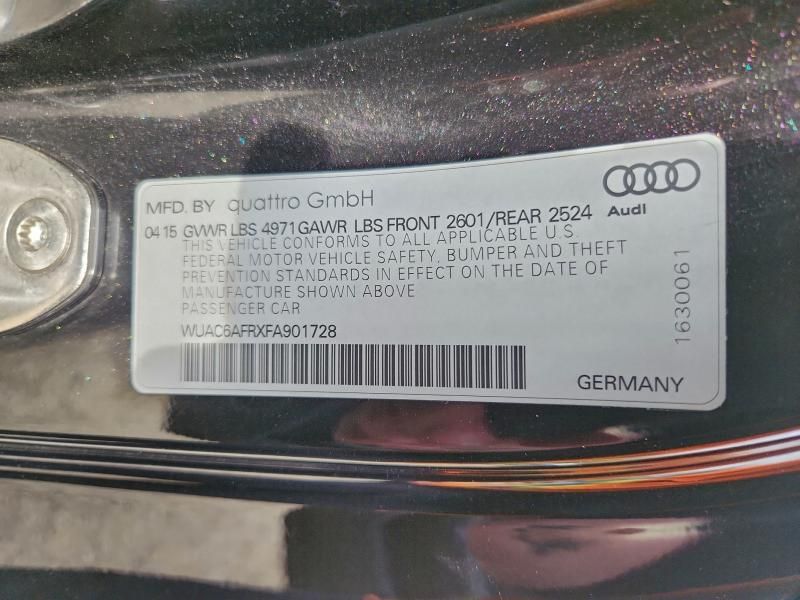 MFD. BY quattro GmbH
Audi
04 15 GVWR LBS 4971 GAWR LBS FRONT 2601/REAR 2524
THIS VEHICLE CONFORMS TO ALL APPLICABLE U.S.
FEDERAL MOTOR VEHICLE SAFETY, BUMPER AND THEFT
PREVENTION STANDARDS IN EFFECT ON THE DATE OF
MANUFACTURE SHOWN ABOVE
PASSENGER CAR
WUAC6AFRXFA901728
GERMANY
1630061